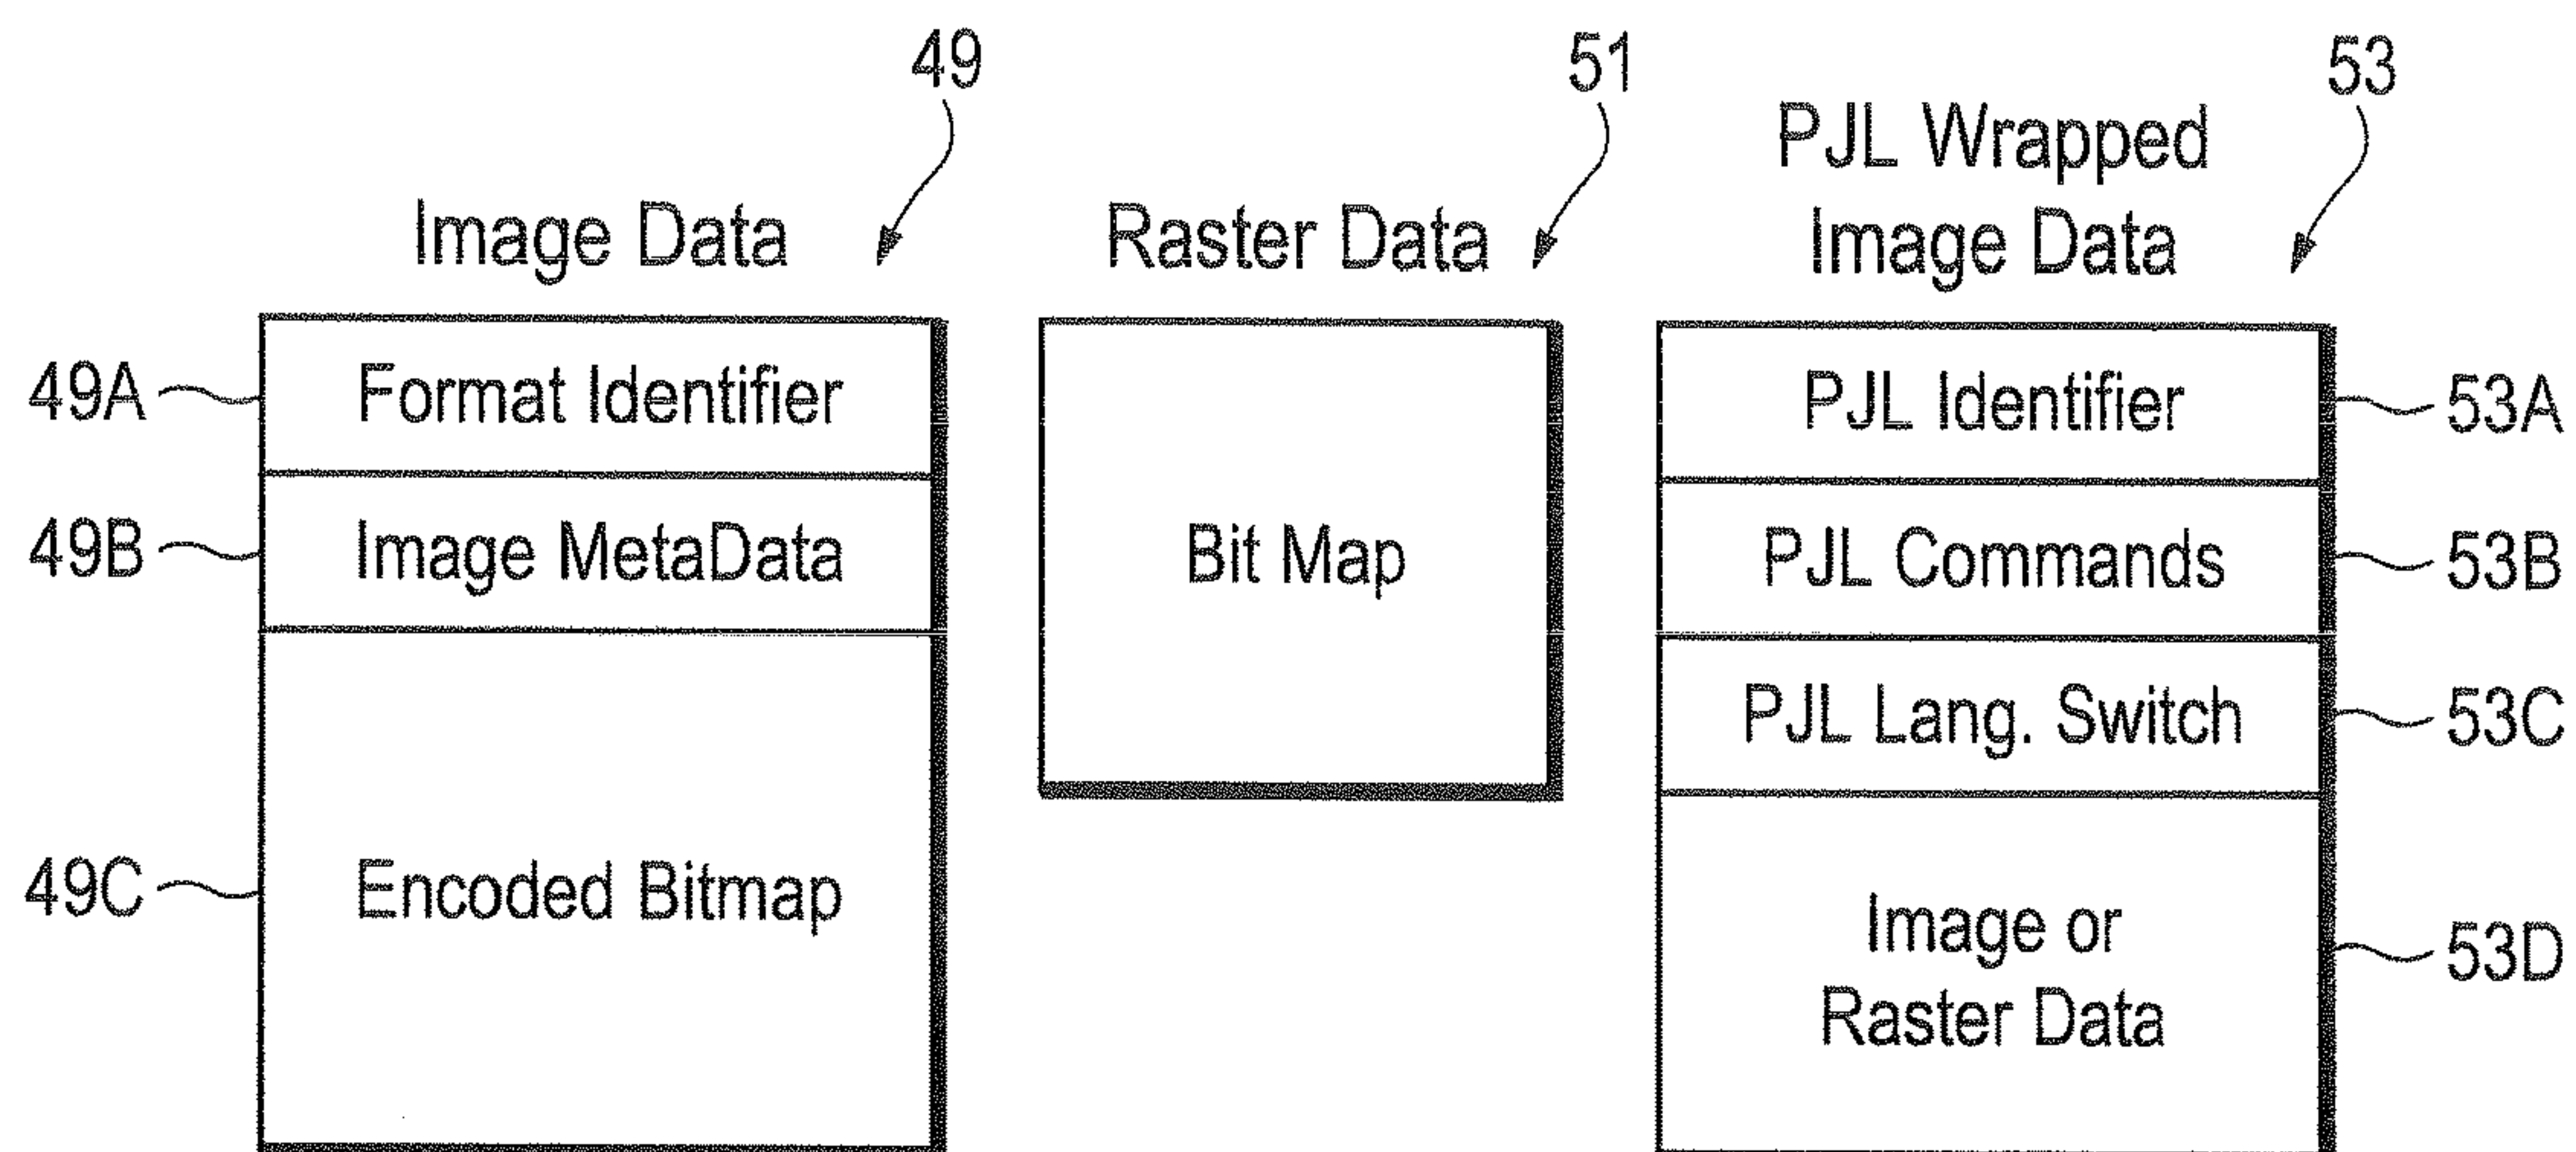 49
51
53
Image Data
Raster Data
PJL Wrapped
Image Data
49A
Format Identifier
49B
Image MetaData
49C
Encoded Bitmap
Bit Map
PJL Identifier
53A
PJL Commands
53B
PJL Lang. Switch
53C
Image or
Raster Data
53D